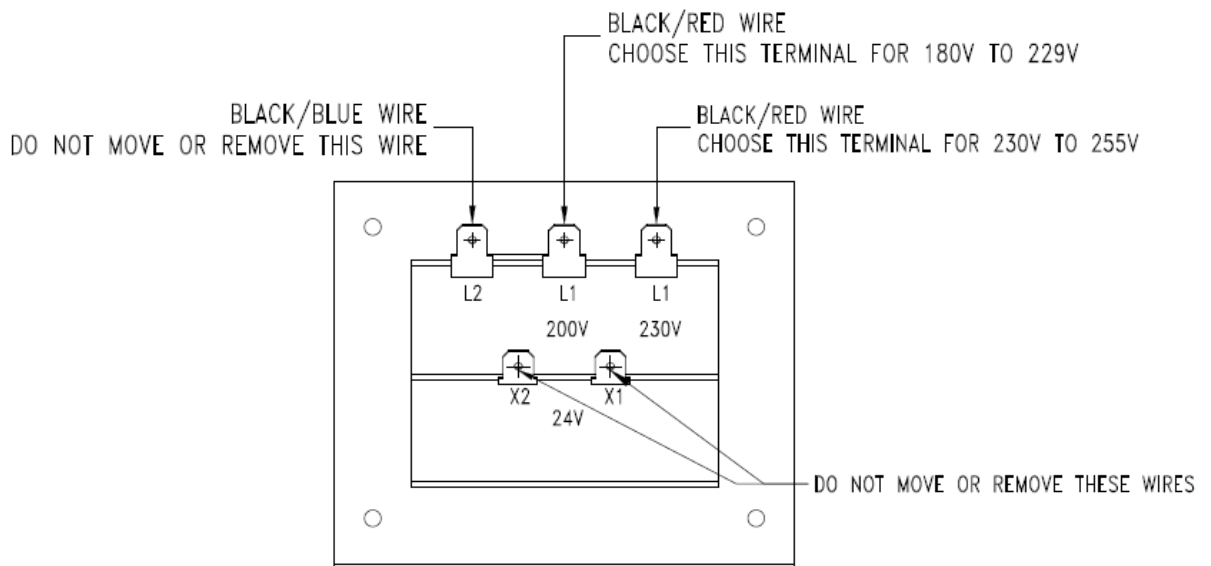 BLACK/RED WIRE
CHOOSE THIS TERMINAL FOR 180V TO 229V
BLACK/BLUE WIRE
DO NOT MOVE OR REMOVE THIS WIRE
BLACK/RED WIRE
CHOOSE THIS TERMINAL FOR 230V TO 255V
L2
L1
L1
200V
230V
X2
X1
24V
DO NOT MOVE OR REMOVE THESE WIRES